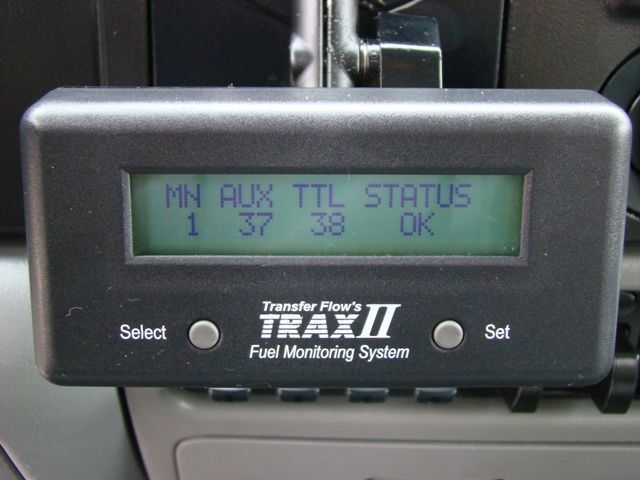 MN AUX TTL STATUS
1 37 38 OK
Transfer Flow's
TRAX II
Select Set
Fuel Monitoring System